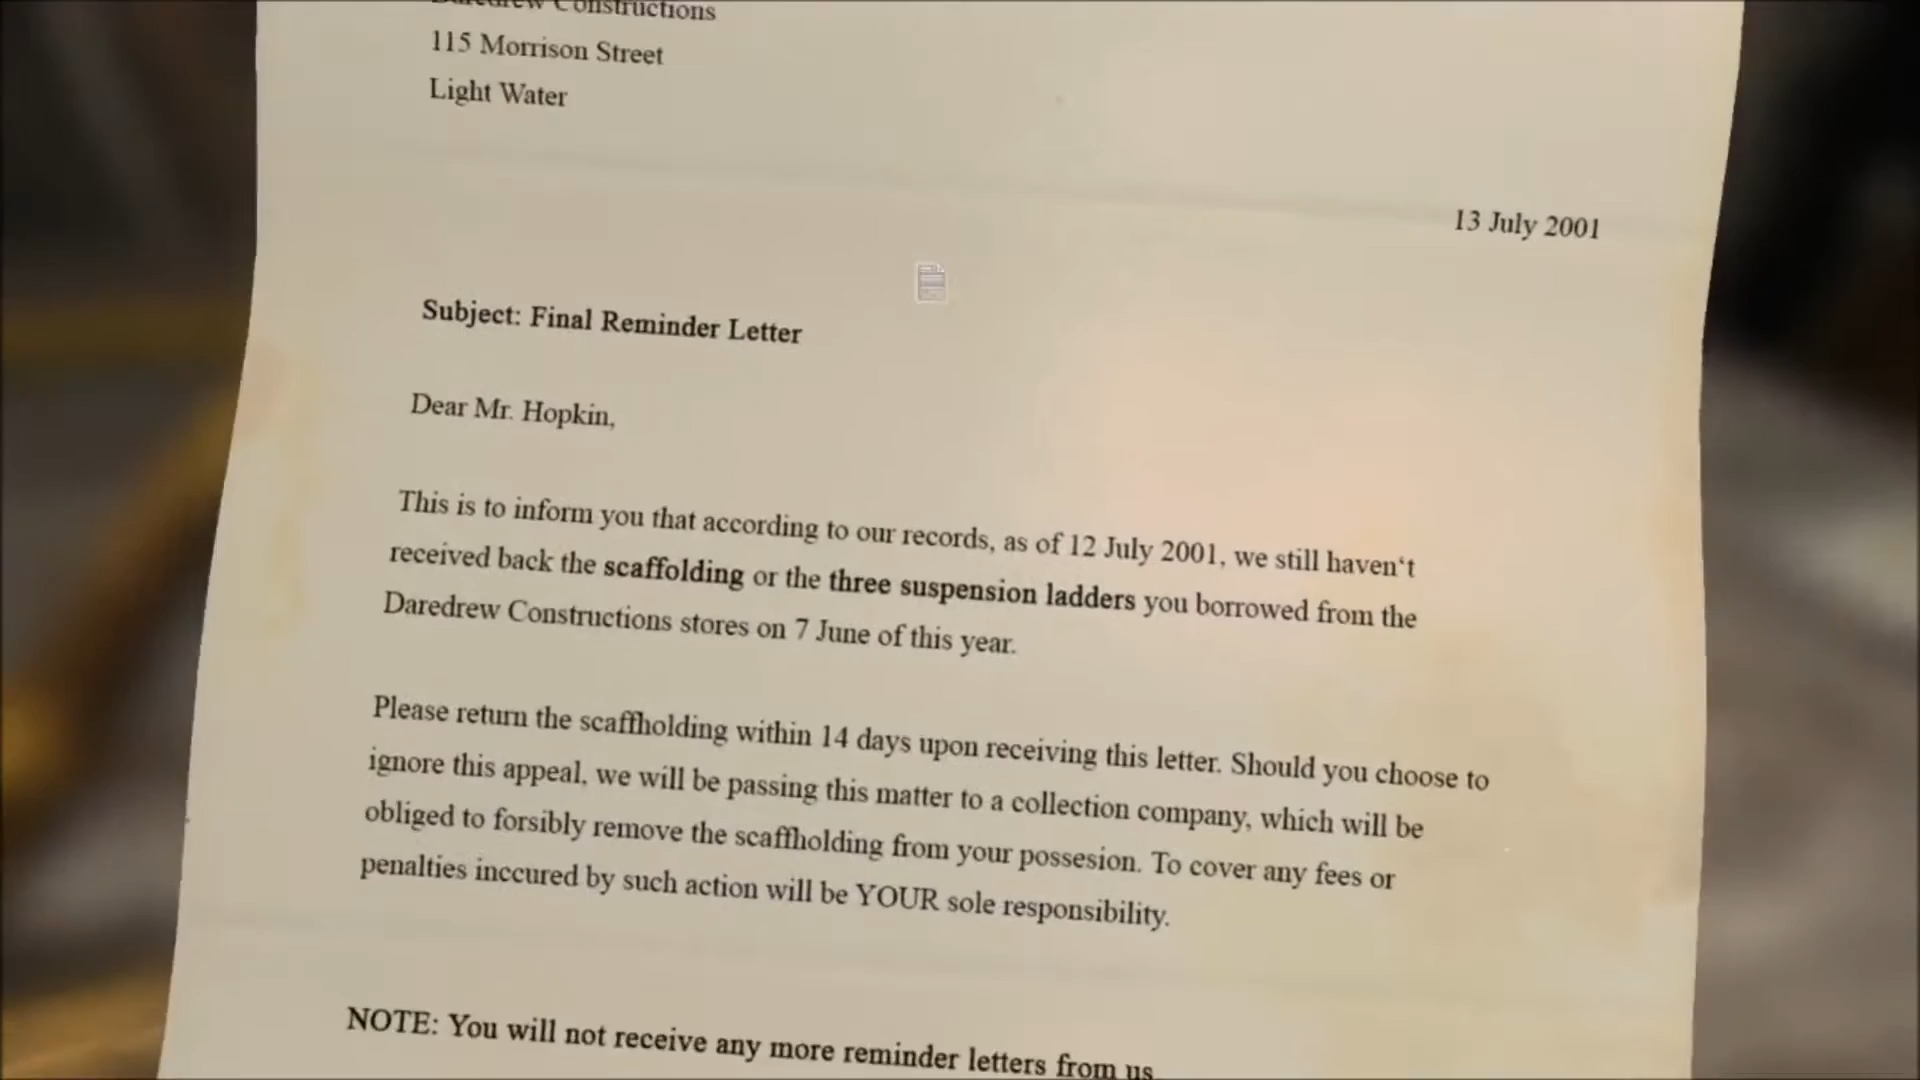 Daredrew Constructions
115 Morrison Street
Light Water
13 July 2001
Subject: Final Reminder Letter
Dear Mr. Hopkin,
This is to inform you that according to our records, as of 12 July 2001, we still haven‘t
received back the scaffolding or the three suspension ladders you borrowed from the
Daredrew Constructions stores on 7 June of this year.
Please return the scaffholding within 14 days upon receiving this letter. Should you choose to
ignore this appeal, we will be passing this matter to a collection company, which will be
obliged to forsibly remove the scaffholding from your possesion. To cover any fees or
penalties inccured by such action will be YOUR sole responsibility.
NOTE: You will not receive any more reminder letters from us